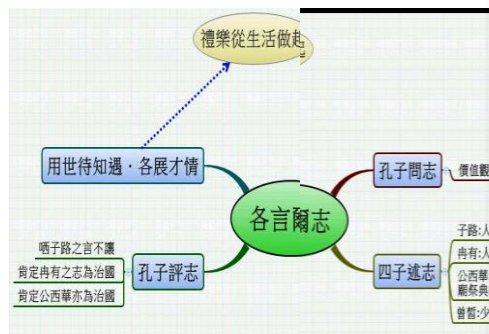 禮樂從生活做起
用世待知遇·各展才情
各言爾志
孔子問志
價值觀
孔子評志
哂子路之言不讓
肯定冉有之志為治國
肯定公西華亦為治國
四子述志
子路:人
冉有:人
公西華
廟祭典
曾皙:少